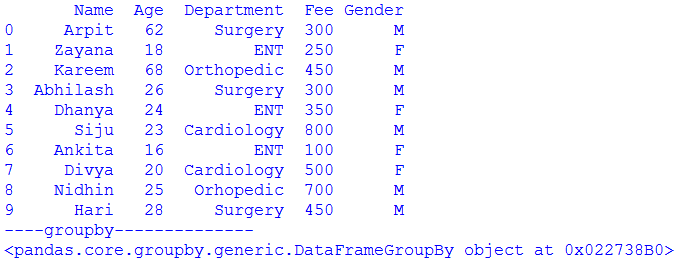 Name Age Department Fee Gender
0 Arpit 62 Surgery 300 M
1 Zayana 18 ENT 250 F
2 Kareem 68 Orthopedic 450 M
3 Abhilash 26 Surgery 300 M
4 Dhanya 24 ENT 350 F
5 Siju 23 Cardiology 800 M
6 Ankita 16 ENT 100 F
7 Divya 20 Cardiology 500 F
8 Nidhin 25 Orhopedic 700 M
9 Hari 28 Surgery 450 M
----groupby--------------
<pandas.core.groupby.generic.DataFrameGroupBy object at 0x022738B0>